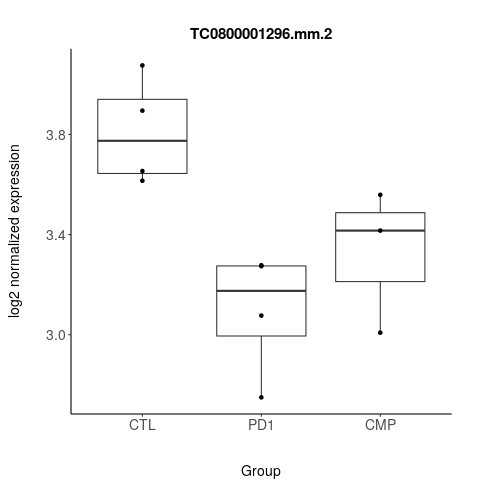 TC0800001296.mm.2
log2 normalized expression
3.8
3.4
3.0
CTL PD1 CMP
Group